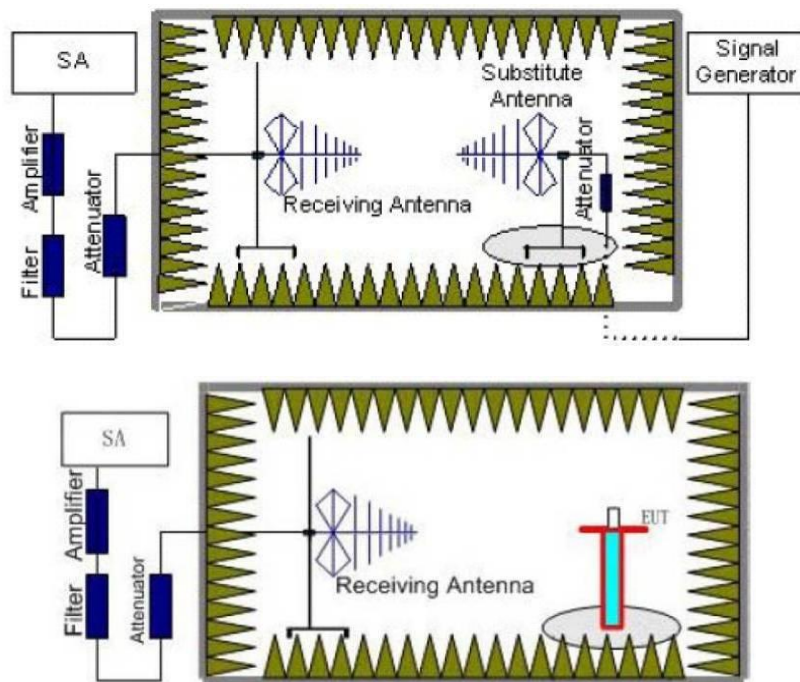 SA
Signal
Generator
Substitute
Antenna
Amplifier
Attenuator
Attenuator
Receiving Antenna
Filter
SA
Amplifier
EUT
Filter
Attenuator
Receiving Antenna